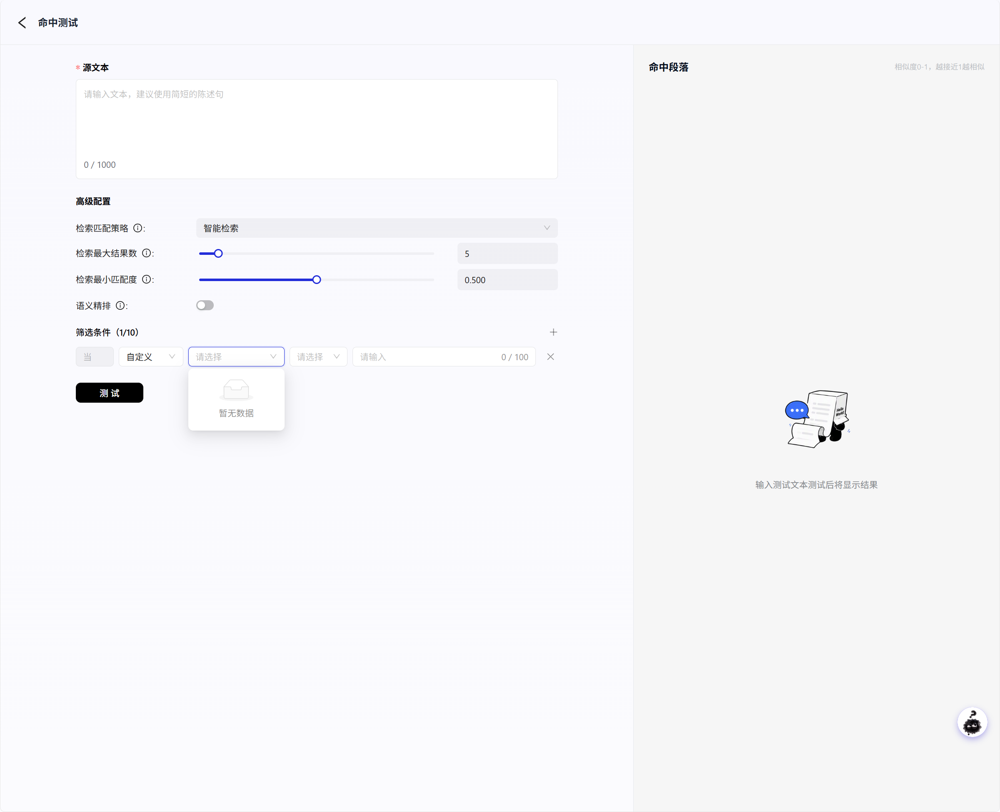 命中测试
* 源文本
请输入文本，建议使用简短的陈述句
0 / 1000
高级配置
检索匹配策略 :
智能检索
检索最大结果数 :
5
检索最小匹配度 :
0.500
语义精排 :
筛选条件（1/10）
当
自定义
请选择
请选择
请输入
0 / 100
暂无数据
测 试
命中段落
相似度0-1，越接近1越相似
Hello
World!
输入测试文本测试后将显示结果